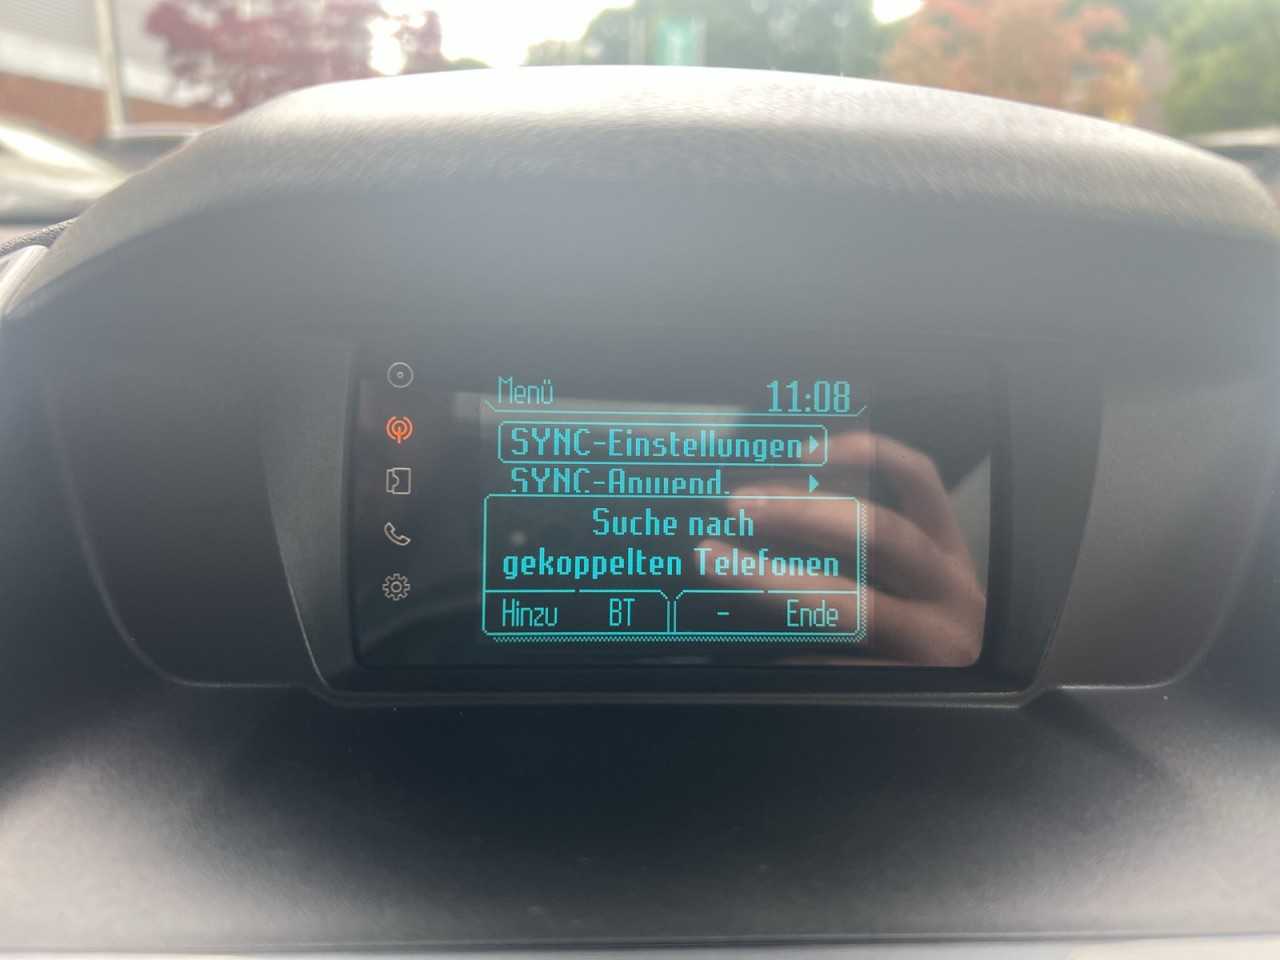 Menü 11:08
SYNC-Einstellungen
SYNC-Anwend.
Suche nach
gekoppelten Telefonen
Hinzu BT - Ende